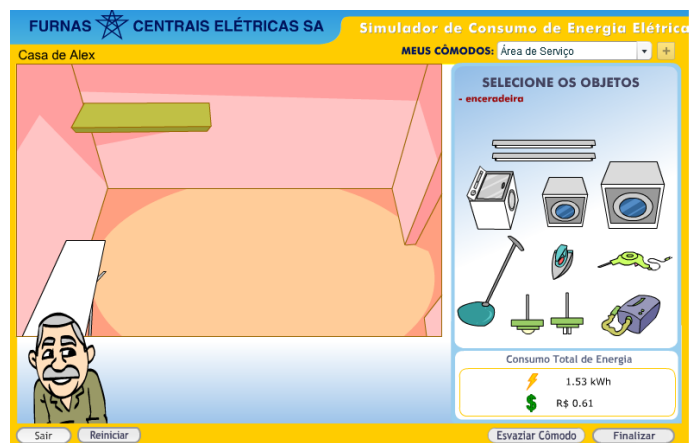 FURNAS CENTRAIS ELÉTRICAS SA
Simulador de Consumo de Energia Elétrica
Casa de Alex
MEUS CÔMODOS: Área de Serviço
+
SELECIONE OS OBJETOS
- enceradeira
Consumo Total de Energia
1.53 kWh
$ R$ 0.61
Sair Reiniciar Esvaziar Cômodo Finalizar